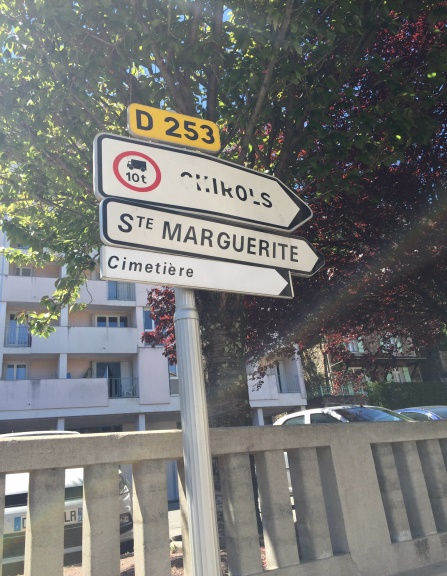 D 253
10t CHIROLS
STE MARGUERITE
Cimetière